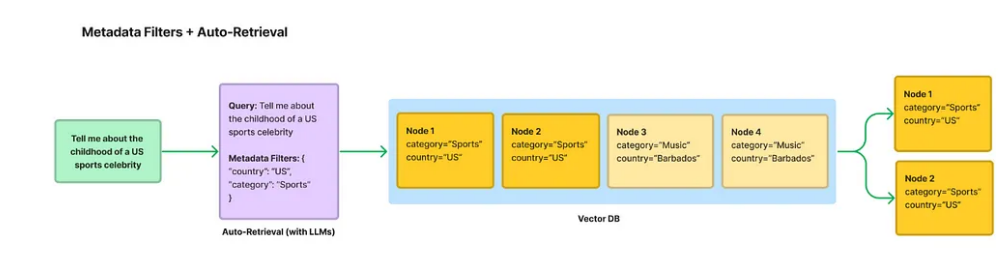 Metadata Filters + Auto-Retrieval
Tell me about the
childhood of a US
sports celebrity
Query: Tell me about
the childhood of a US
sports celebrity
Metadata Filters: {
"country": "US",
"category": "Sports"
}
Auto-Retrieval (with LLMs)
Node 1
category="Sports"
country="US"
Node 2
category="Sports"
country="US"
Node 3
category="Music"
country="Barbados"
Node 4
category="Music"
country="Barbados"
Vector DB
Node 1
category="Sports"
country="US"
Node 2
category="Sports"
country="US"